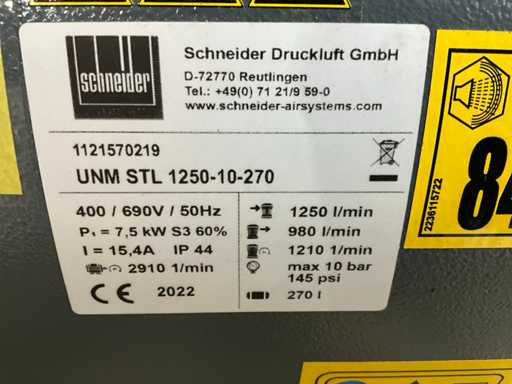 schneider
Schneider Druckluft GmbH
D-72770 Reutlingen
Tel.: +49(0) 71 21/9 59-0
www.schneider-airsystems.com
1121570219
UNM STL 1250-10-270
400 / 690V / 50Hz
P₁ = 7,5 kW S3 60%
I = 15,4A IP 44
2910 1/min
CE 2022
1250 l/min
980 l/min
1210 1/min
max 10 bar
145 psi
270 l
2236115722
84